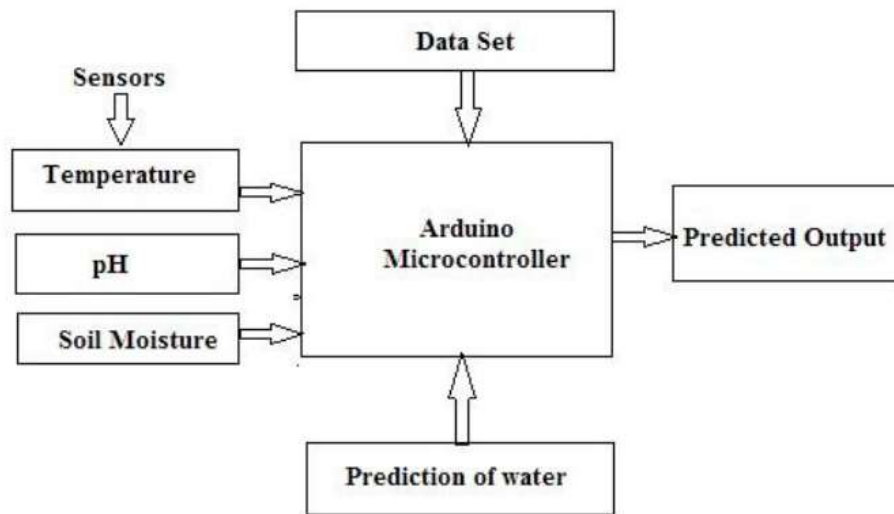 Data Set
Sensors
Temperature
pH
Soil Moisture
Arduino
Microcontroller
Predicted Output
Prediction of water